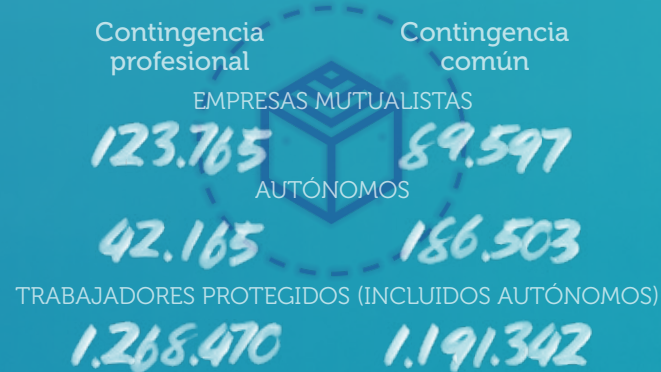 Contingencia Contingencia
profesional común
EMPRESAS MUTUALISTAS
123.765 89.597
AUTÓNOMOS
42.165 186.503
TRABAJADORES PROTEGIDOS (INCLUIDOS AUTÓNOMOS)
1.268.470 1.191.342